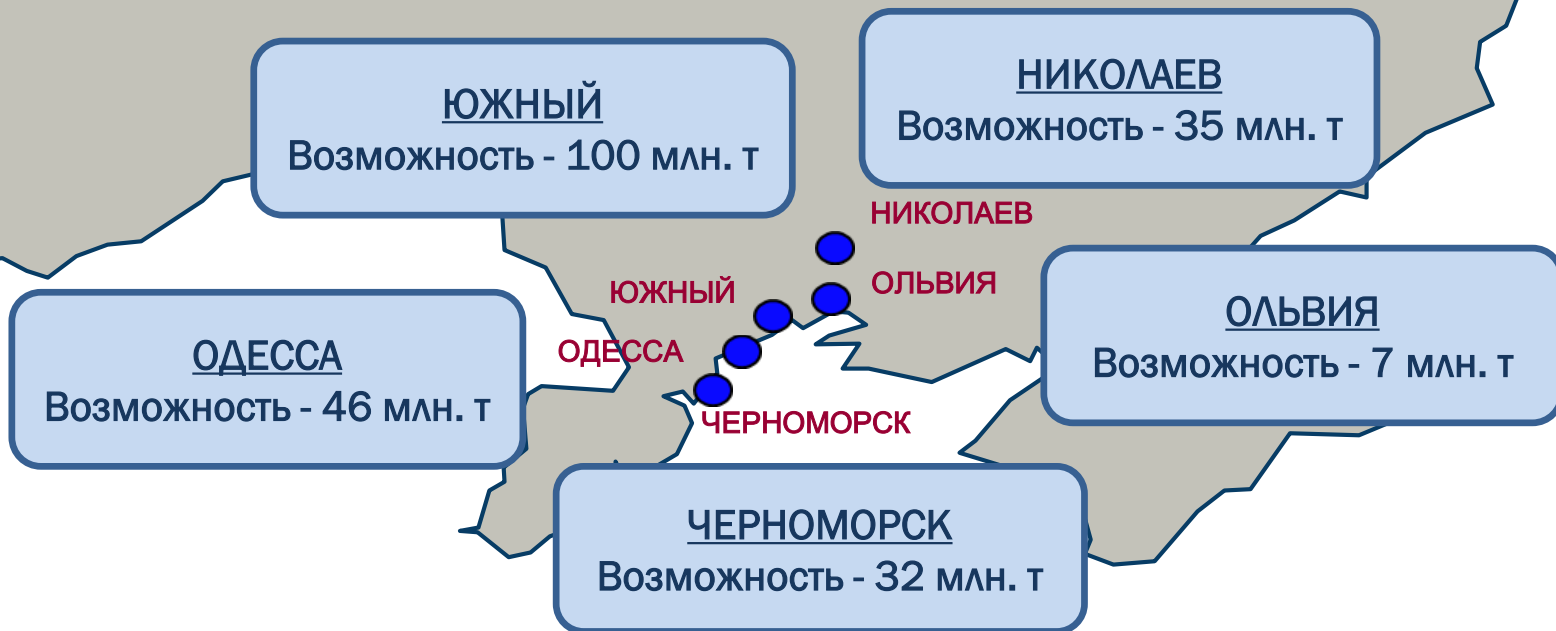 НИКОЛАЕВ
Возможность - 35 млн. т
ЮЖНЫЙ
Возможность - 100 млн. т
НИКОЛАЕВ
ОЛЬВИЯ
ЮЖНЫЙ
ОЛЬВИЯ
Возможность - 7 млн. т
ОДЕССА
ОДЕССА
Возможность - 46 млн. т
ЧЕРНОМОРСК
ЧЕРНОМОРСК
Возможность - 32 млн. т